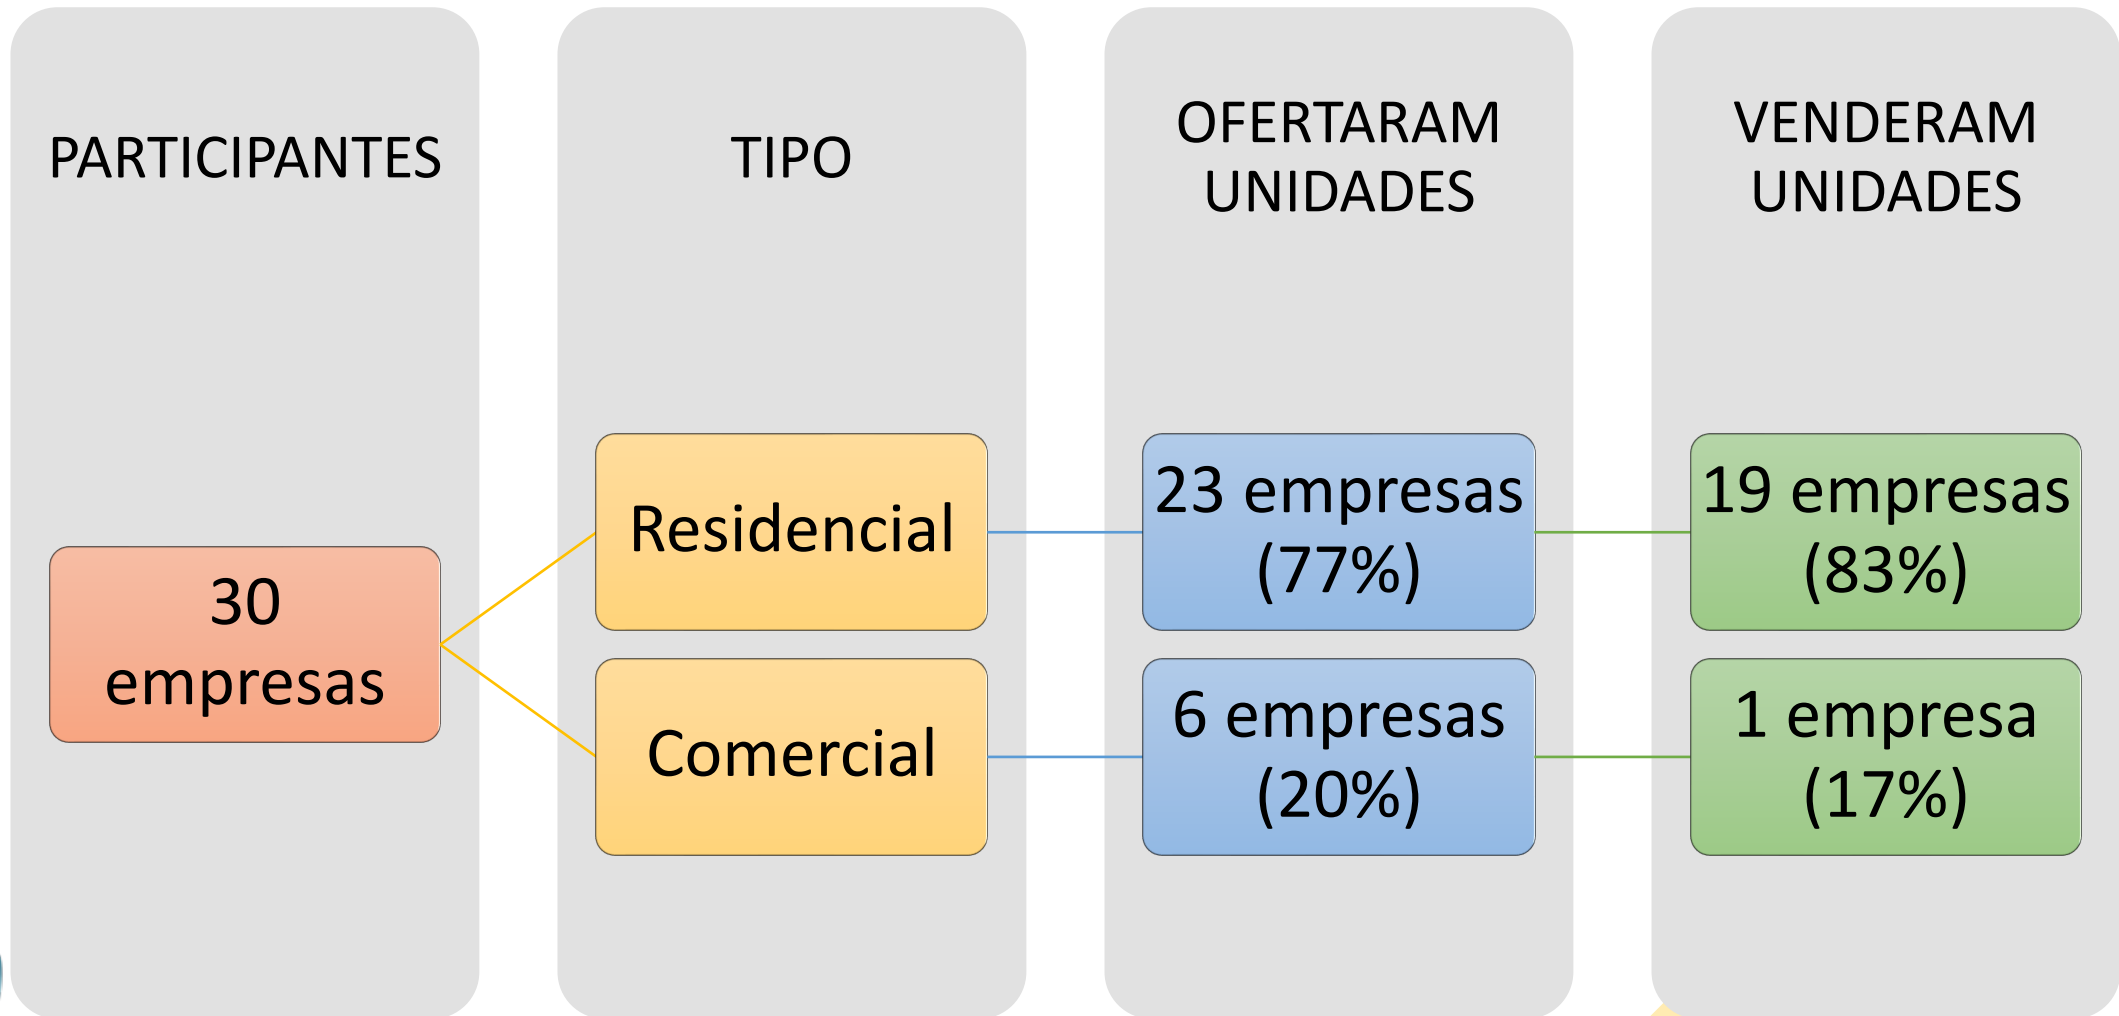 PARTICIPANTES
TIPO
OFERTARAM
UNIDADES
VENDERAM
UNIDADES
30
empresas
Residencial
23 empresas
(77%)
19 empresas
(83%)
Comercial
6 empresas
(20%)
1 empresa
(17%)